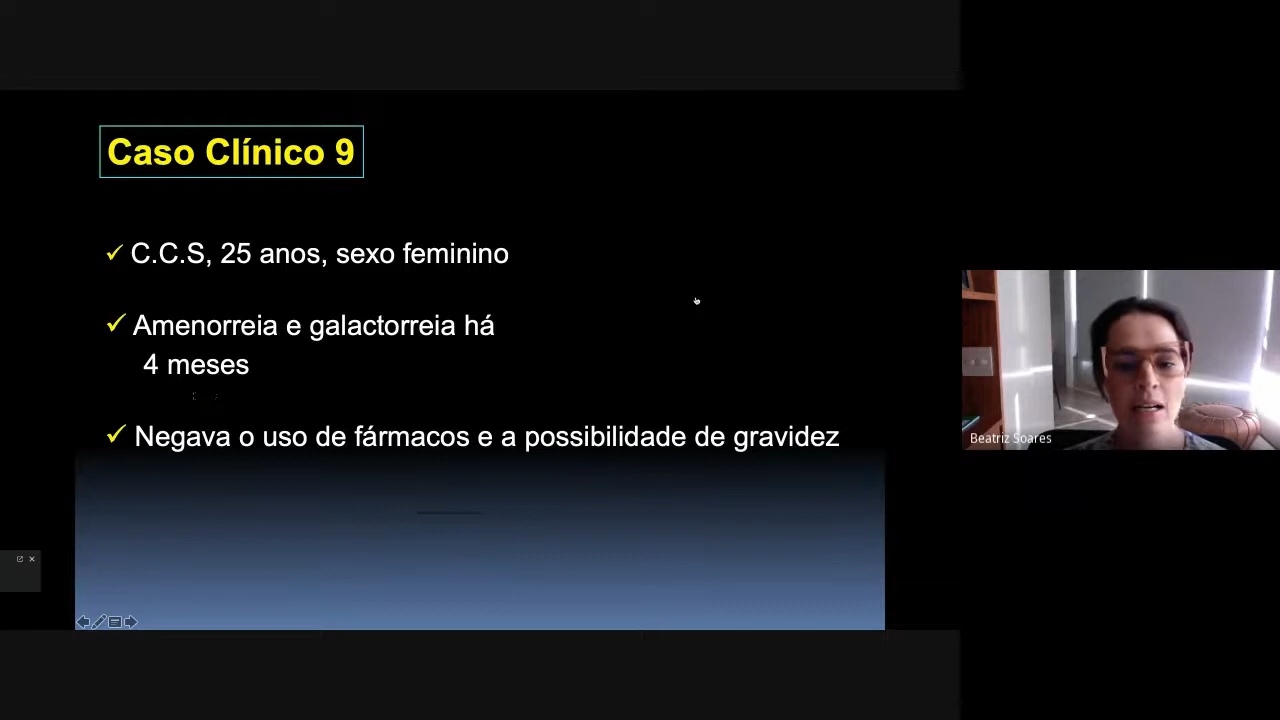 Caso Clínico 9
C.C.S, 25 anos, sexo feminino
Amenorreia e galactorreia há
4 meses
Negava o uso de fármacos e a possibilidade de gravidez
Beatriz Soares